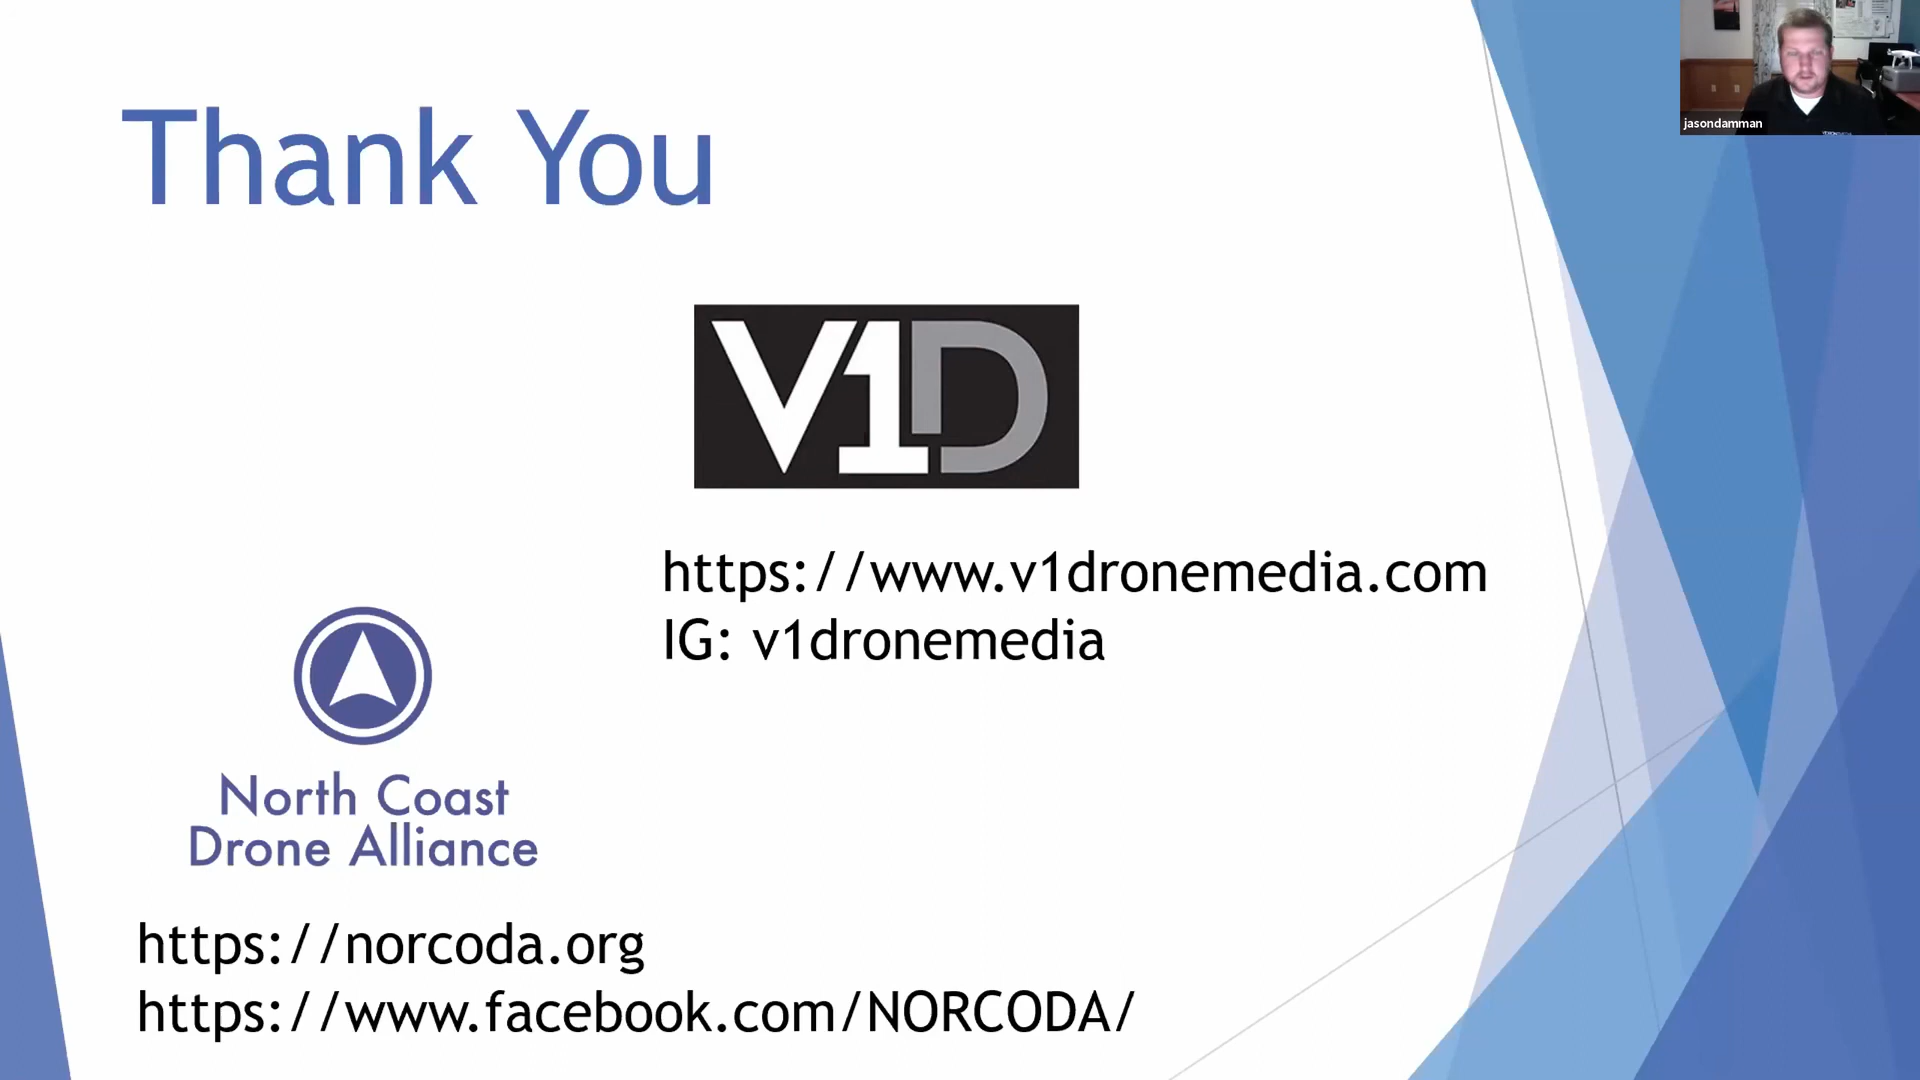 Thank You
jasondamman
V1D
https://www.v1dronemedia.com
IG: v1dronemedia
North Coast
Drone Alliance
https://norcoda.org
https://www.facebook.com/NORCODA/